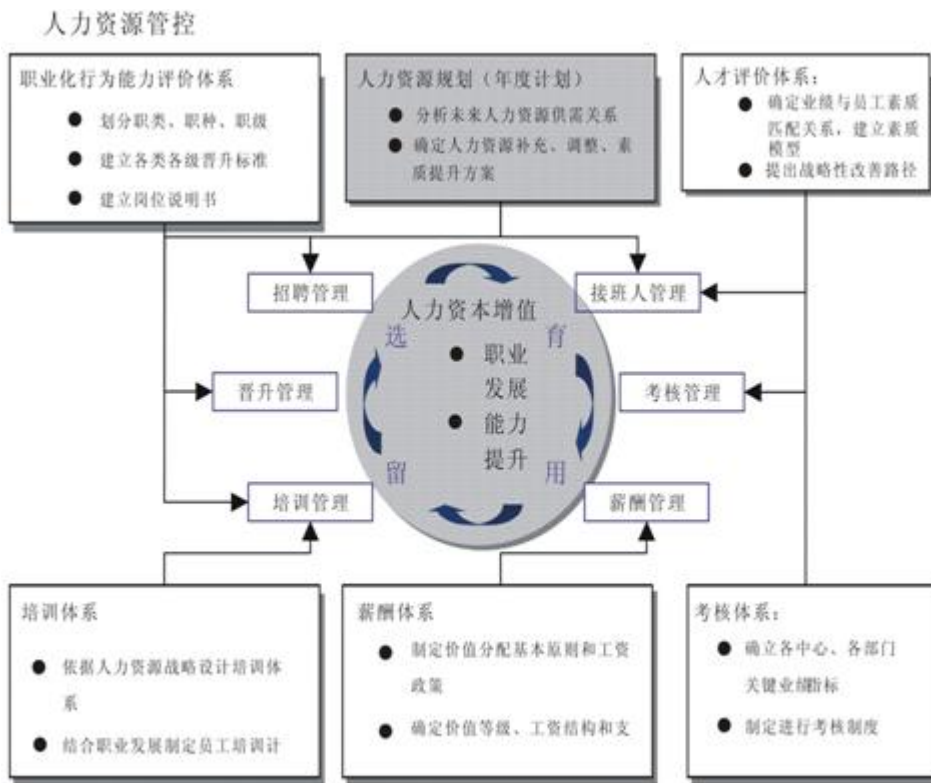 人力资源管控
职业化行为能力评价体系
● 划分职类、职种、职级
● 建立各类各级晋升标准
● 建立岗位说明书
人力资源规划（年度计划）
● 分析未来人力资源供需关系
● 确定人力资源补充、调整、素
质提升方案
人才评价体系：
● 确定业绩与员工素质
匹配关系，建立素质
模型
● 提出战略性改善路径
招聘管理
接班人管理
人力资本增值
选
育
● 职业
发展
晋升管理
考核管理
● 能力
提升
留
用
培训管理
薪酬管理
培训体系
● 依据人力资源战略设计培训体
系
● 结合职业发展制定员工培训计
薪酬体系
● 制定价值分配基本原则和工资
政策
● 确定价值等级、工资结构和支
考核体系：
● 确立各中心、各部门
关键业绩指标
● 制定进行考核制度